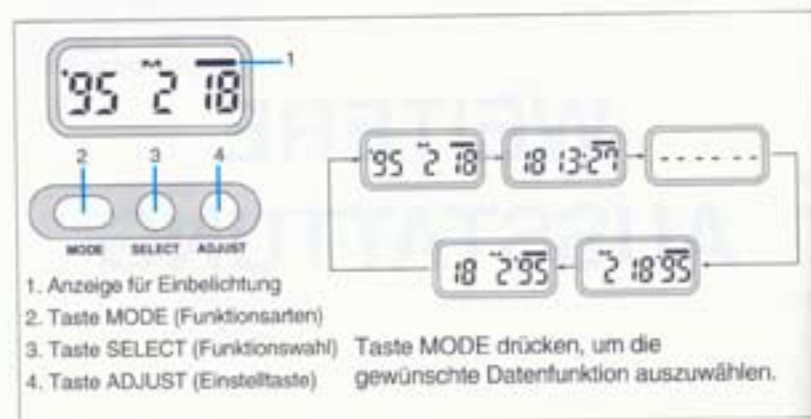 '95 M 2 18
1
2 3 4
MODE SELECT ADJUST
'95 M 2 18
18 13:27
- - - - - -
M 2 18 '95
18 M 2 '95
1. Anzeige für Einbelichtung
2. Taste MODE (Funktionsarten)
3. Taste SELECT (Funktionswahl)
4. Taste ADJUST (Einstelltaste)
Taste MODE drücken, um die
gewünschte Datenfunktion auszuwählen.